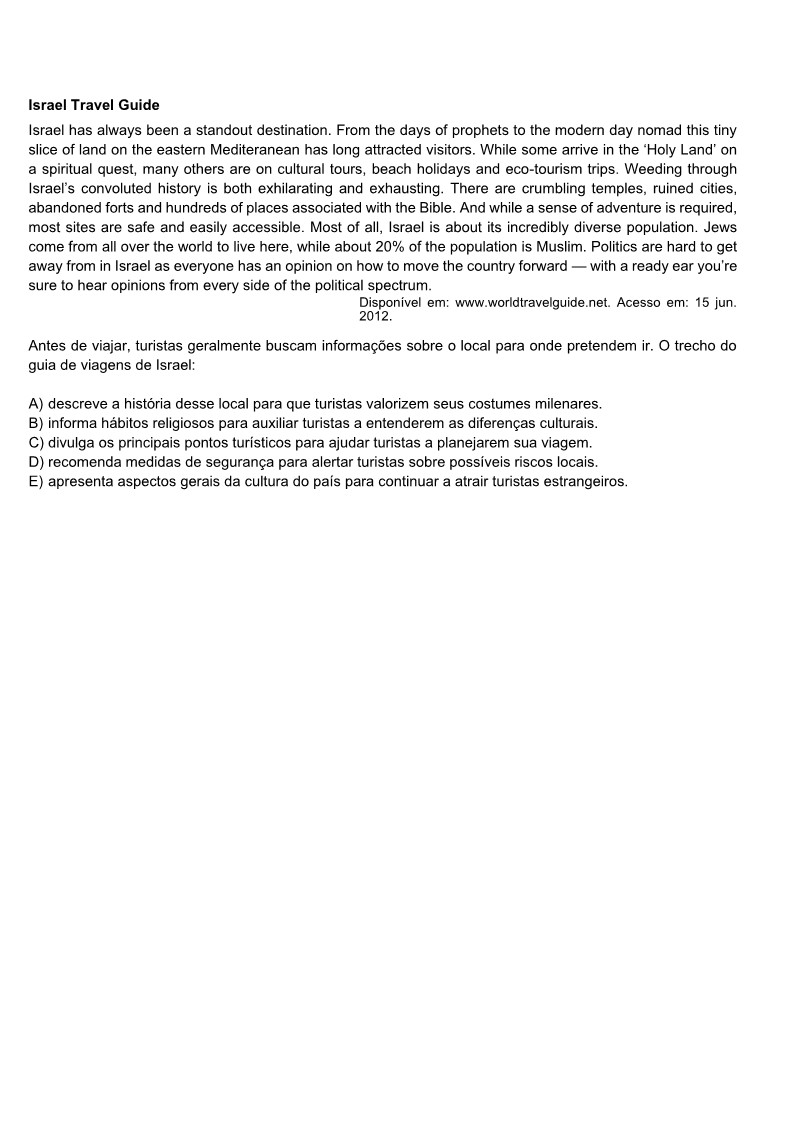 Israel Travel Guide
Israel has always been a standout destination. From the days of prophets to the modern day nomad this tiny
slice of land on the eastern Mediteranean has long attracted visitors. While some arrive in the ‘Holy Land’ on
a spiritual quest, many others are on cultural tours, beach holidays and eco-tourism trips. Weeding through
Israel’s convoluted history is both exhilarating and exhausting. There are crumbling temples, ruined cities,
abandoned forts and hundreds of places associated with the Bible. And while a sense of adventure is required,
most sites are safe and easily accessible. Most of all, Israel is about its incredibly diverse population. Jews
come from all over the world to live here, while about 20% of the population is Muslim. Politics are hard to get
away from in Israel as everyone has an opinion on how to move the country forward — with a ready ear you’re
sure to hear opinions from every side of the political spectrum.
Disponível em: www.worldtravelguide.net. Acesso em: 15 jun.
2012.
Antes de viajar, turistas geralmente buscam informações sobre o local para onde pretendem ir. O trecho do
guia de viagens de Israel:
A) descreve a história desse local para que turistas valorizem seus costumes milenares.
B) informa hábitos religiosos para auxiliar turistas a entenderem as diferenças culturais.
C) divulga os principais pontos turísticos para ajudar turistas a planejarem sua viagem.
D) recomenda medidas de segurança para alertar turistas sobre possíveis riscos locais.
E) apresenta aspectos gerais da cultura do país para continuar a atrair turistas estrangeiros.